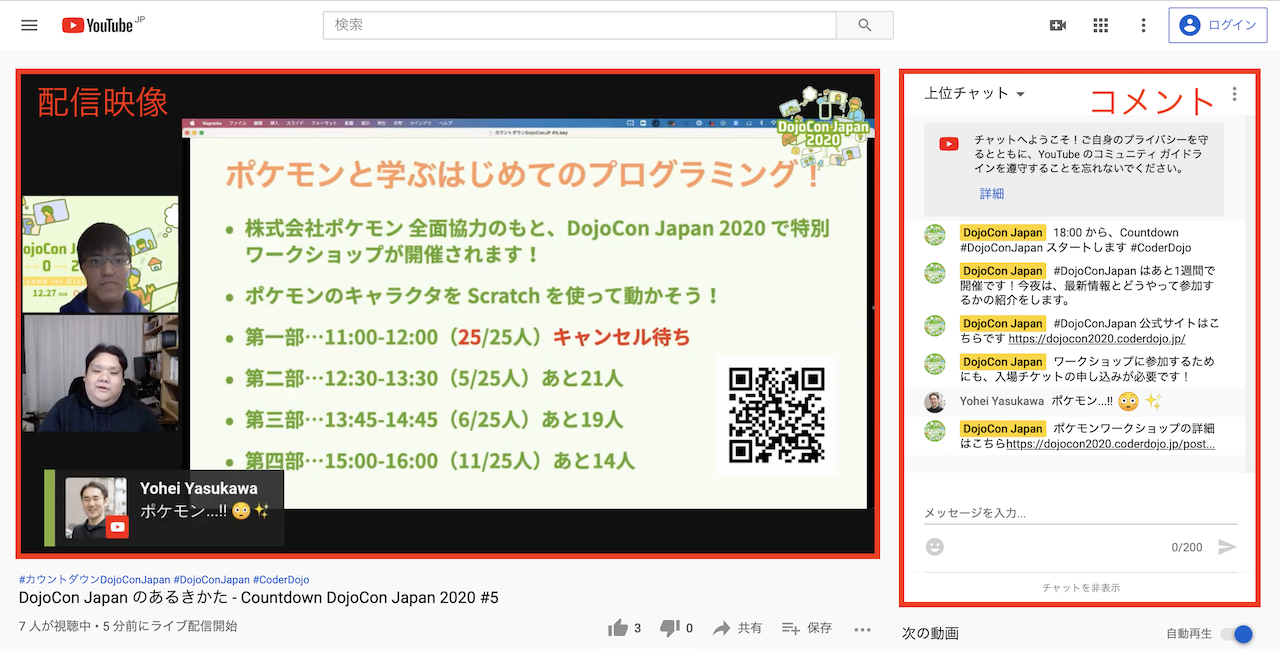 YouTube JP
検索
ログイン
配信映像
Keynote ファイル 編集 挿入 スライド フォーマット 配置 表示 再生 共有 ウインドウ ヘルプ
カウントダウンDojoConJP #5.key
DojoCon Japan
2020
ポケモンと学ぶはじめてのプログラミング！
• 株式会社ポケモン 全面協力のもと、DojoCon Japan 2020 で特別
ワークショップが開催されます！
• ポケモンのキャラクタを Scratch を使って動かそう！
• 第一部…11:00-12:00（25/25人）キャンセル待ち
• 第二部…12:30-13:30（5/25人）あと21人
• 第三部…13:45-14:45（6/25人）あと19人
• 第四部…15:00-16:00（11/25人）あと14人
12.27
Yohei Yasukawa
ポケモン...!! 😳✨
#カウントダウンDojoConJapan #DojoConJapan #CoderDojo
DojoCon Japan のあるきかた - Countdown DojoCon Japan 2020 #5
7 人が視聴中・5 分前にライブ配信開始
3 0 共有 保存
上位チャット
コメント
チャットへようこそ！ご自身のプライバシーを守
るとともに、YouTube のコミュニティ ガイドラ
インを遵守することを忘れないでください。
詳細
DojoCon Japan 18:00 から、Countdown
#DojoConJapan スタートします #CoderDojo
DojoCon Japan #DojoConJapan はあと1週間で
開催です！今夜は、最新情報とどうやって参加す
るかの紹介をします。
DojoCon Japan #DojoConJapan 公式サイトはこ
ちらです https://dojocon2020.coderdojo.jp/
DojoCon Japan ワークショップに参加するため
にも、入場チケットの申し込みが必要です！
Yohei Yasukawa ポケモン...!! 😳 ✨
DojoCon Japan ポケモンワークショップの詳細
はこちらhttps://dojocon2020.coderdojo.jp/post...
メッセージを入力...
0/200
チャットを非表示
次の動画
自動再生